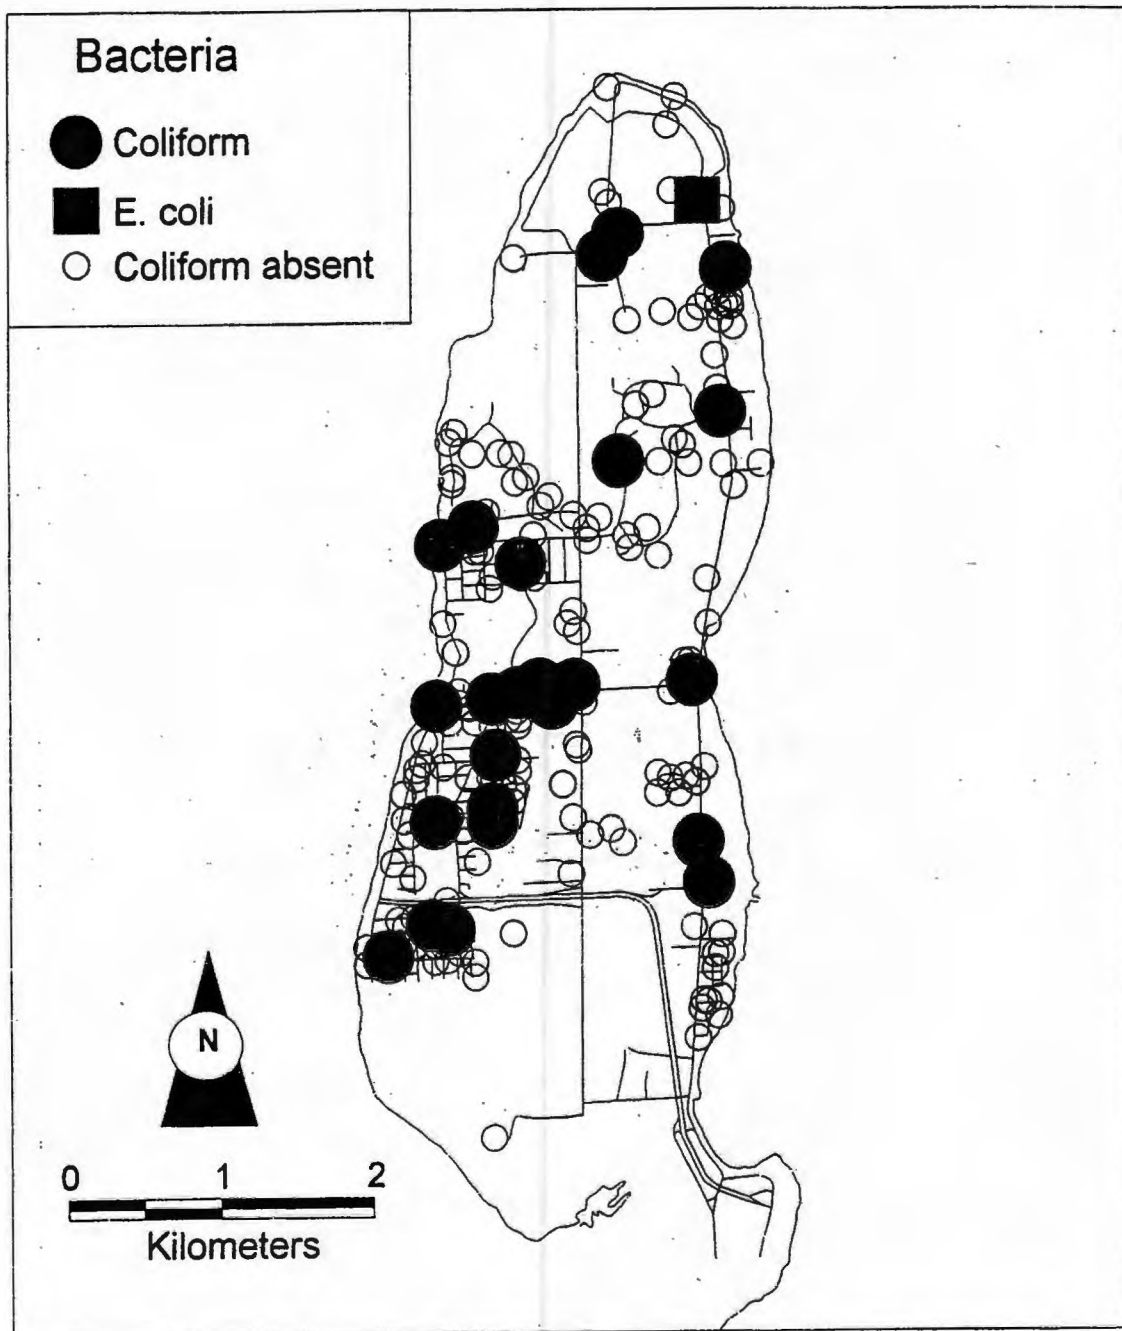 Bacteria
Coliform
E. coli
Coliform absent
N
0 1 2
Kilometers